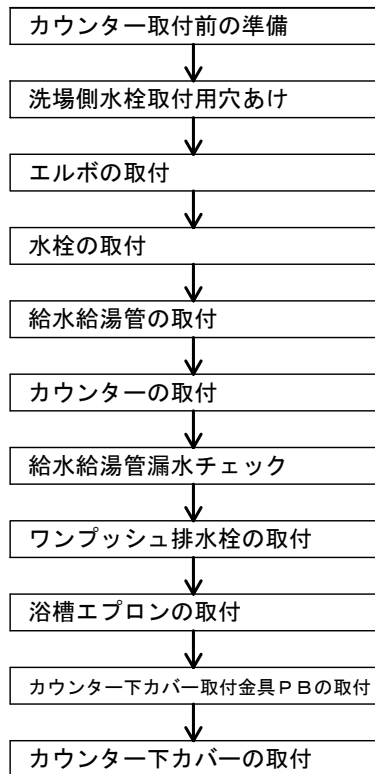 カウンター取付前の準備
洗場側水栓取付用穴あけ
エルボの取付
水栓の取付
給水給湯管の取付
カウンターの取付
給水給湯管漏水チェック
ワンプッシュ排水栓の取付
浴槽エプロンの取付
カウンター下カバー取付金具ＰＢの取付
カウンター下カバーの取付